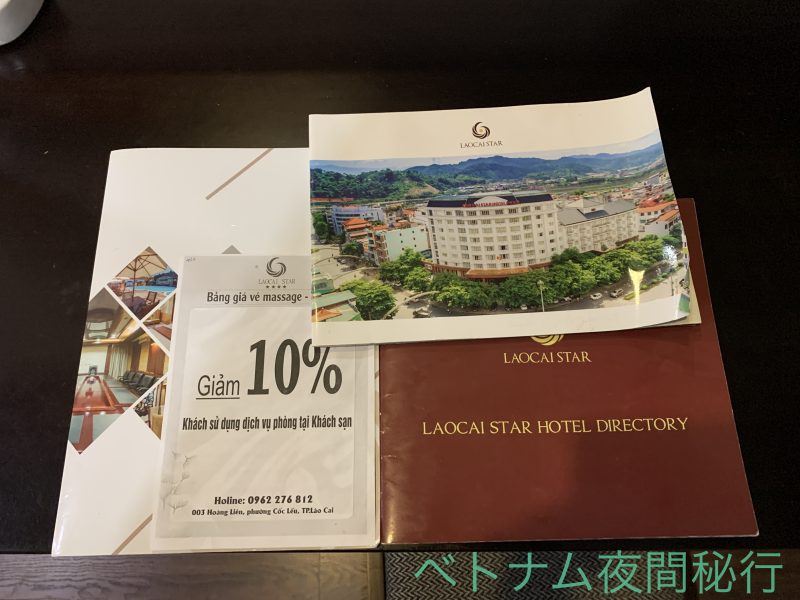 LAOCAI STAR
LAOCAI STAR
Bảng giá vé massage -
Giảm 10%
Khách sử dụng dịch vụ phòng tại Khách sạn
Holine: 0962 276 812
003 Hoàng Liên, phường Cốc Lếu, TP.Lào Cai
LAOCAI STAR
LAOCAI STAR HOTEL DIRECTORY
ベトナム夜間秘行